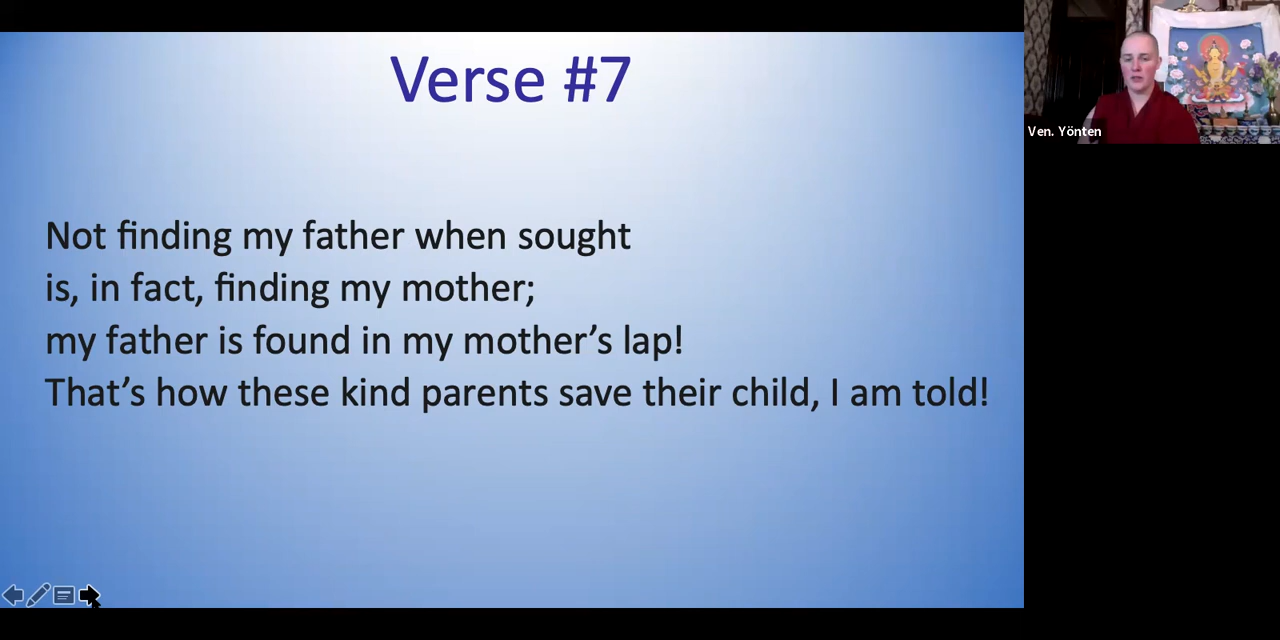 Verse #7
Not finding my father when sought
is, in fact, finding my mother;
my father is found in my mother’s lap!
That’s how these kind parents save their child, I am told!
Ven. Yönten